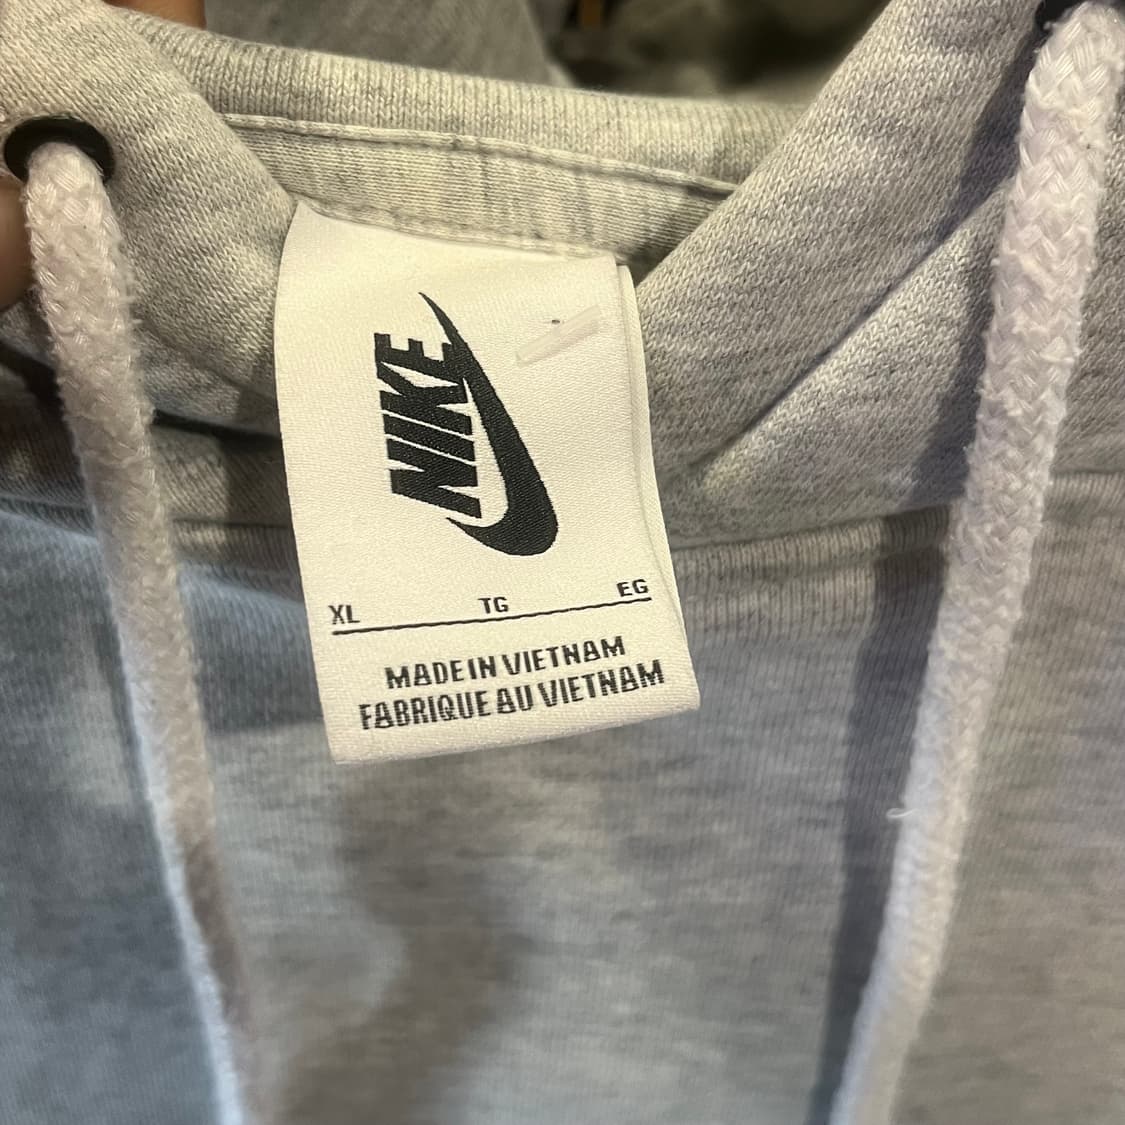 NIKE
XL TG EG
MADE IN VIETNAM
FABRIQUE AU VIETNAM